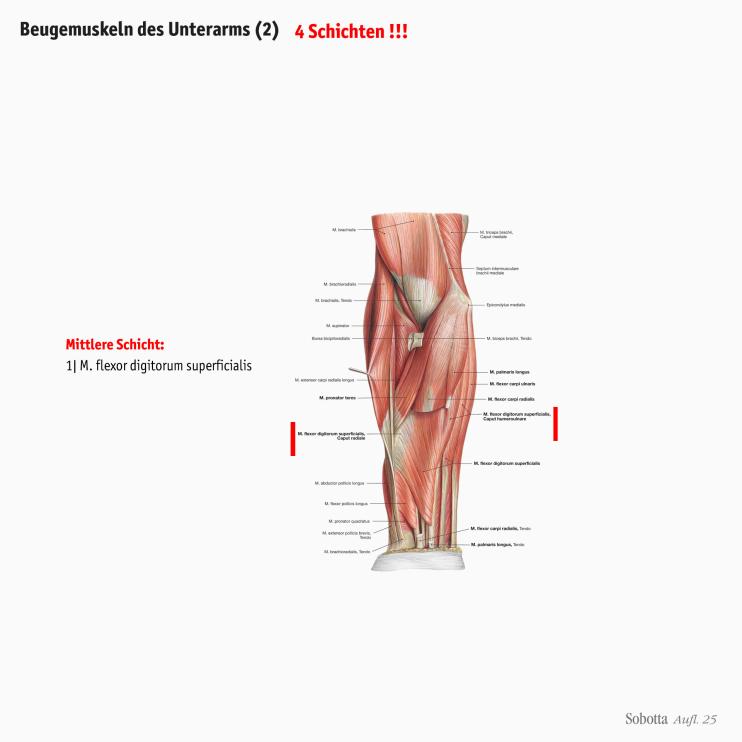 Beugemuskeln des Unterarms (2) 4 Schichten !!!
M. brachialis
M. triceps brachii,
Caput mediale
Septum intermusculare
brachii mediale
M. brachioradialis
M. brachialis, Tendo
Epicondylus medialis
M. supinator
Bursa bicipitoradialis
M. biceps brachii, Tendo
Mittlere Schicht:
1| M. flexor digitorum superficialis
M. palmaris longus
M. extensor carpi radialis longus
M. flexor carpi ulnaris
M. pronator teres
M. flexor carpi radialis
M. flexor digitorum superficialis,
Caput humeroulnare
M. flexor digitorum superficialis,
Caput radiale
M. flexor digitorum superficialis
M. abductor pollicis longus
M. flexor pollicis longus
M. pronator quadratus
M. flexor carpi radialis, Tendo
M. extensor pollicis brevis,
Tendo
M. palmaris longus, Tendo
M. brachioradialis, Tendo
Sobotta Aufl. 25